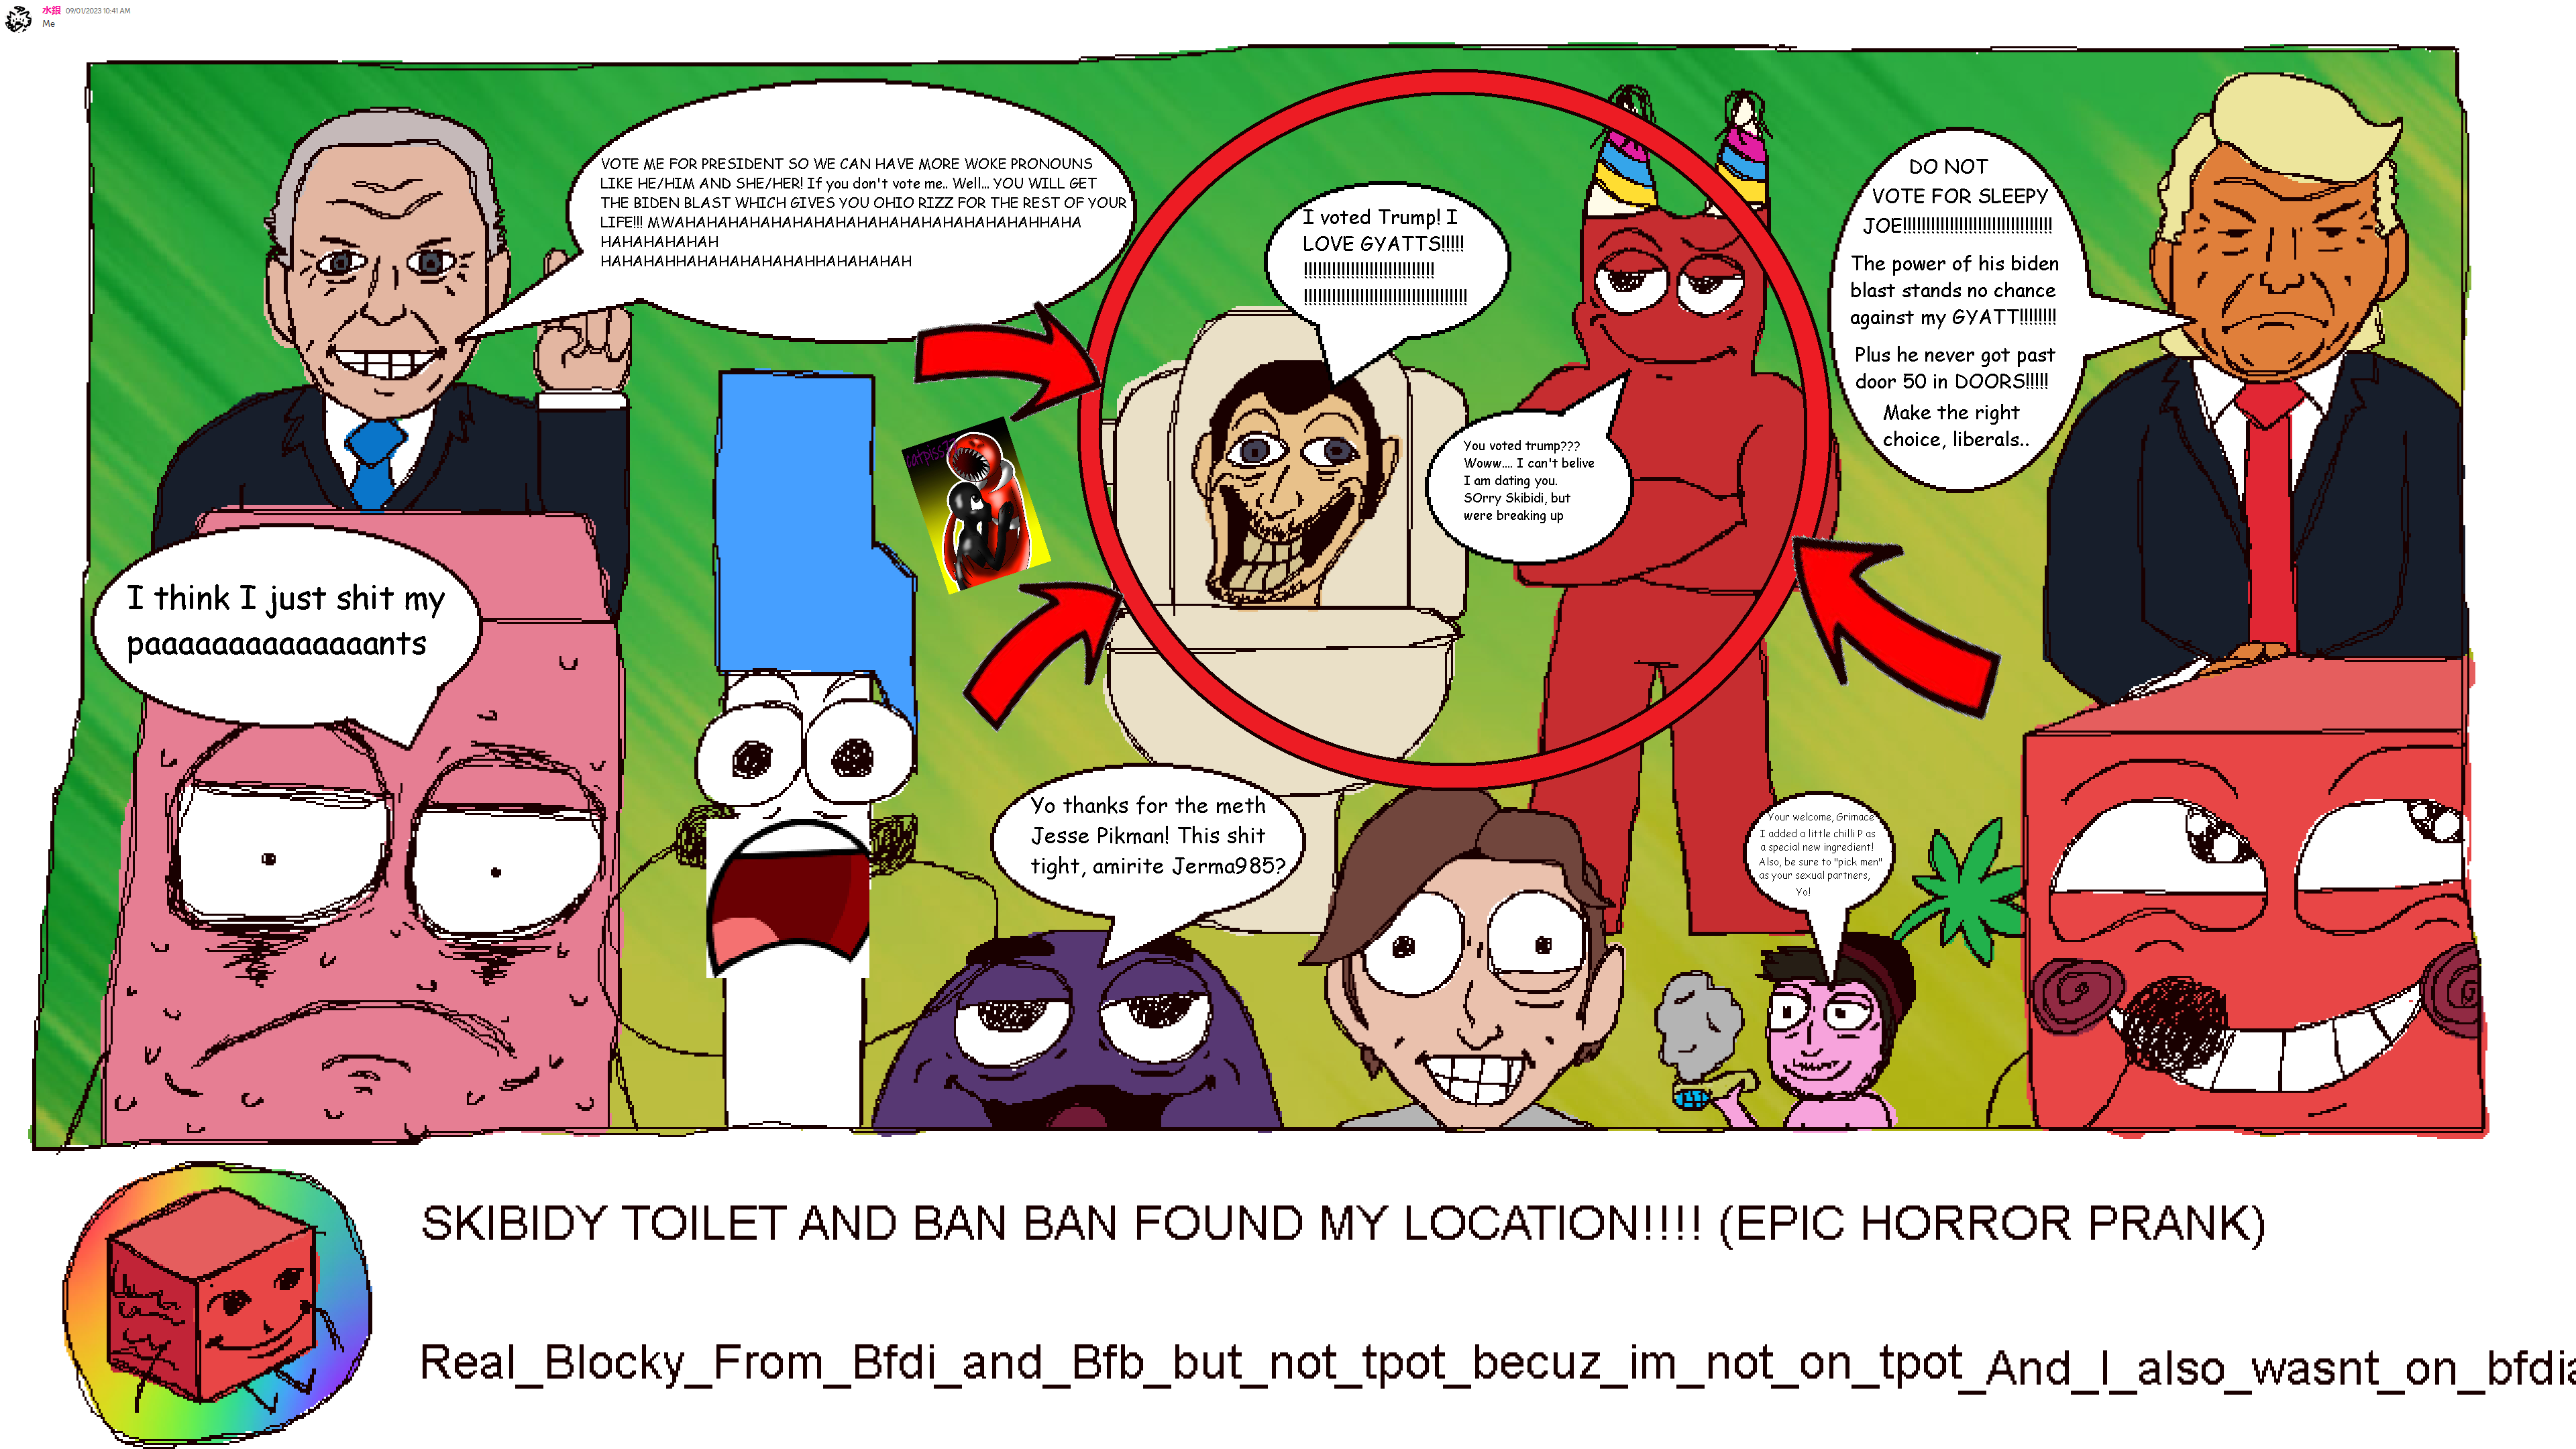 水銀 09/01/2023 10:41 AM
Me
VOTE ME FOR PRESIDENT SO WE CAN HAVE MORE WOKE PRONOUNS
LIKE HE/HIM AND SHE/HER! If you don't vote me.. Well... YOU WILL GET
THE BIDEN BLAST WHICH GIVES YOU OHIO RIZZ FOR THE REST OF YOUR
LIFE!!! MWAHAHAHAHAHAHAHAHAHAHAHAHAHAHAHAHAHAHHAHA
HAHAHAHAHAH
HAHAHAHHAHAHAHAHAHAHHAHAHAHAH
I voted Trump! I
LOVE GYATTS!!!!!
!!!!!!!!!!!!!!!!!!!!!!!!!!!!
!!!!!!!!!!!!!!!!!!!!!!!!!!!!!!!!!!!
You voted trump???
Woww.... I can't belive
I am dating you.
SOrry Skibidi, but
were breaking up
DO NOT
VOTE FOR SLEEPY
JOE!!!!!!!!!!!!!!!!!!!!!!!!!!!!!!!!
The power of his biden
blast stands no chance
against my GYATT!!!!!!!!
Plus he never got past
door 50 in DOORS!!!!!
Make the right
choice, liberals..
I think I just shit my
paaaaaaaaaaaaaants
Yo thanks for the meth
Jesse Pikman! This shit
tight, amirite Jerma985?
Your welcome, Grimace
I added a little chilli P as
a special new ingredient!
Also, be sure to "pick men"
as your sexual partners,
Yo!
SKIBIDY TOILET AND BAN BAN FOUND MY LOCATION!!!! (EPIC HORROR PRANK)
Real_Blocky_From_Bfdi_and_Bfb_but_not_tpot_becuz_im_not_on_tpot_And_I_also_wasnt_on_bfdia